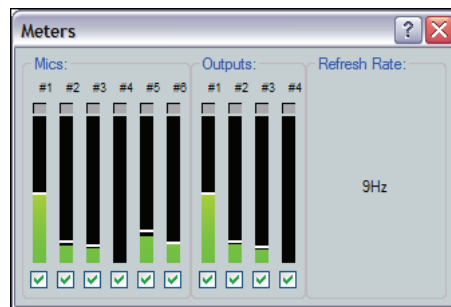 Meters
Mics:
#1 #2 #3 #4 #5 #6
Outputs:
#1 #2 #3 #4
Refresh Rate:
9Hz